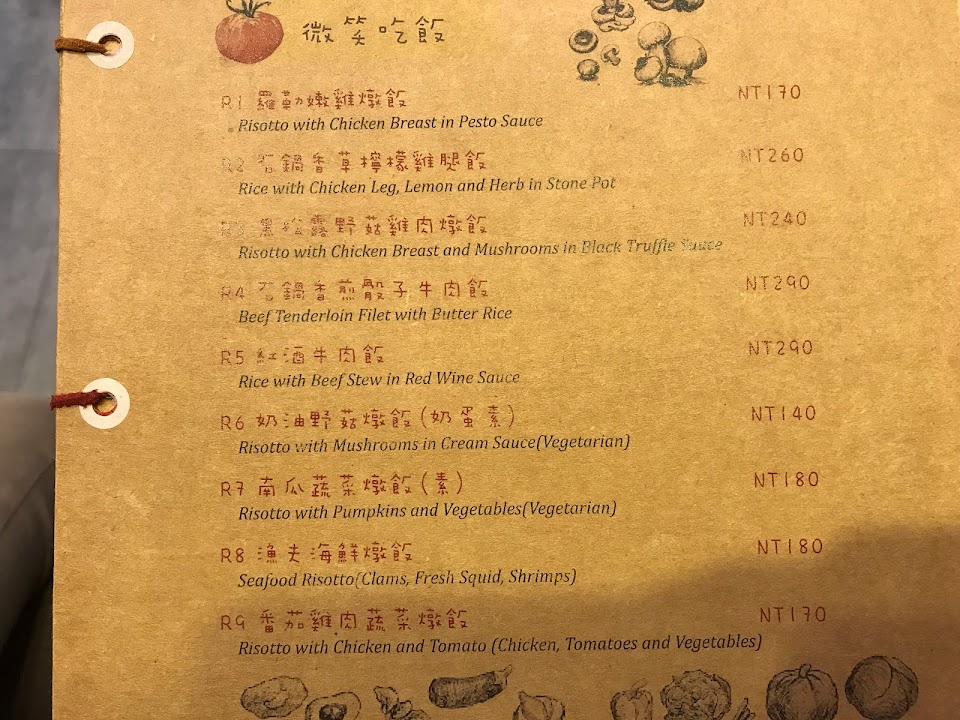 微笑吃飯
R1 羅勒嫩雞燉飯 NT170
Risotto with Chicken Breast in Pesto Sauce
R2 石鍋香草檸檬雞腿飯 NT260
Rice with Chicken Leg, Lemon and Herb in Stone Pot
R3 黑松露野菇雞肉燉飯 NT240
Risotto with Chicken Breast and Mushrooms in Black Truffle Sauce
R4 石鍋香煎骰子牛肉飯 NT290
Beef Tenderloin Filet with Butter Rice
R5 紅酒牛肉飯 NT290
Rice with Beef Stew in Red Wine Sauce
R6 奶油野菇燉飯(奶蛋素) NT140
Risotto with Mushrooms in Cream Sauce(Vegetarian)
R7 南瓜蔬菜燉飯(素) NT180
Risotto with Pumpkins and Vegetables(Vegetarian)
R8 漁夫海鮮燉飯 NT180
Seafood Risotto(Clams, Fresh Squid, Shrimps)
R9 番茄雞肉蔬菜燉飯 NT170
Risotto with Chicken and Tomato (Chicken, Tomatoes and Vegetables)